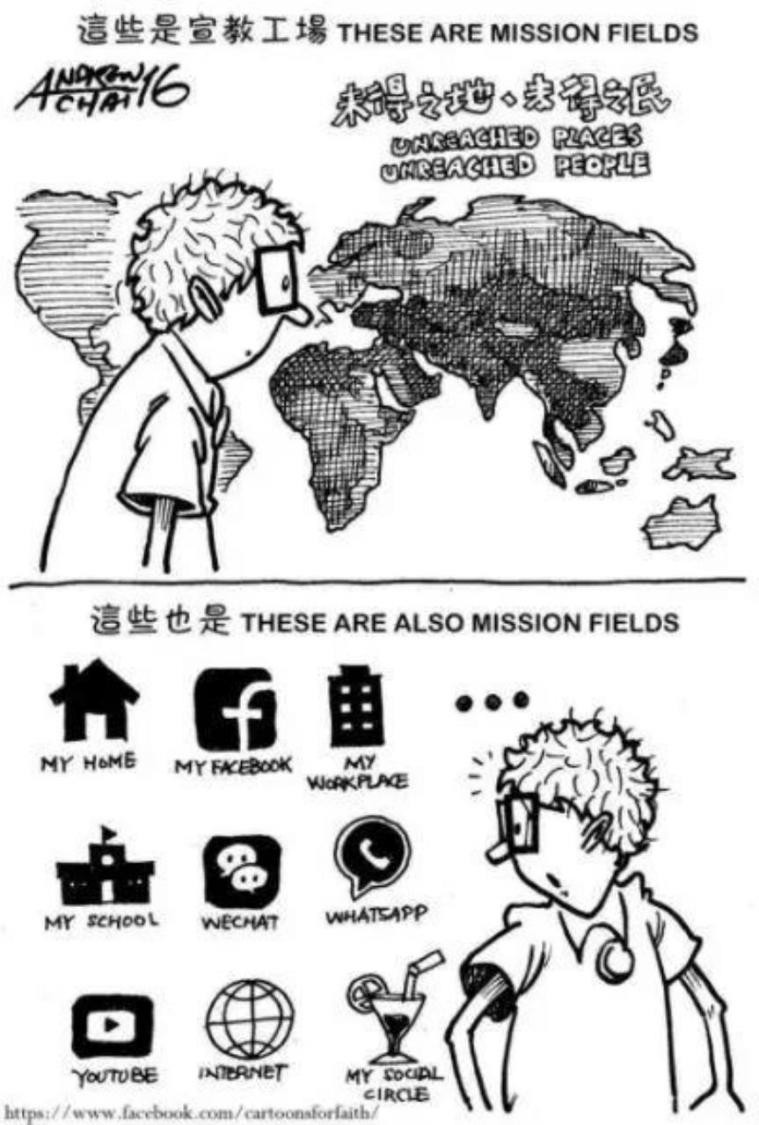 這些是宣教工場 THESE ARE MISSION FIELDS
ANDREW CHAI 16
未得之地、未得之民
UNREACHED PLACES
UNREACHED PEOPLE
這些也是 THESE ARE ALSO MISSION FIELDS
MY HOME
MY FACEBOOK
MY
WORKPLACE
MY SCHOOL
WECHAT
WHATSAPP
YOUTUBE
INTERNET
MY SOCIAL
CIRCLE
https://www.facebook.com/cartoonsforfaith/